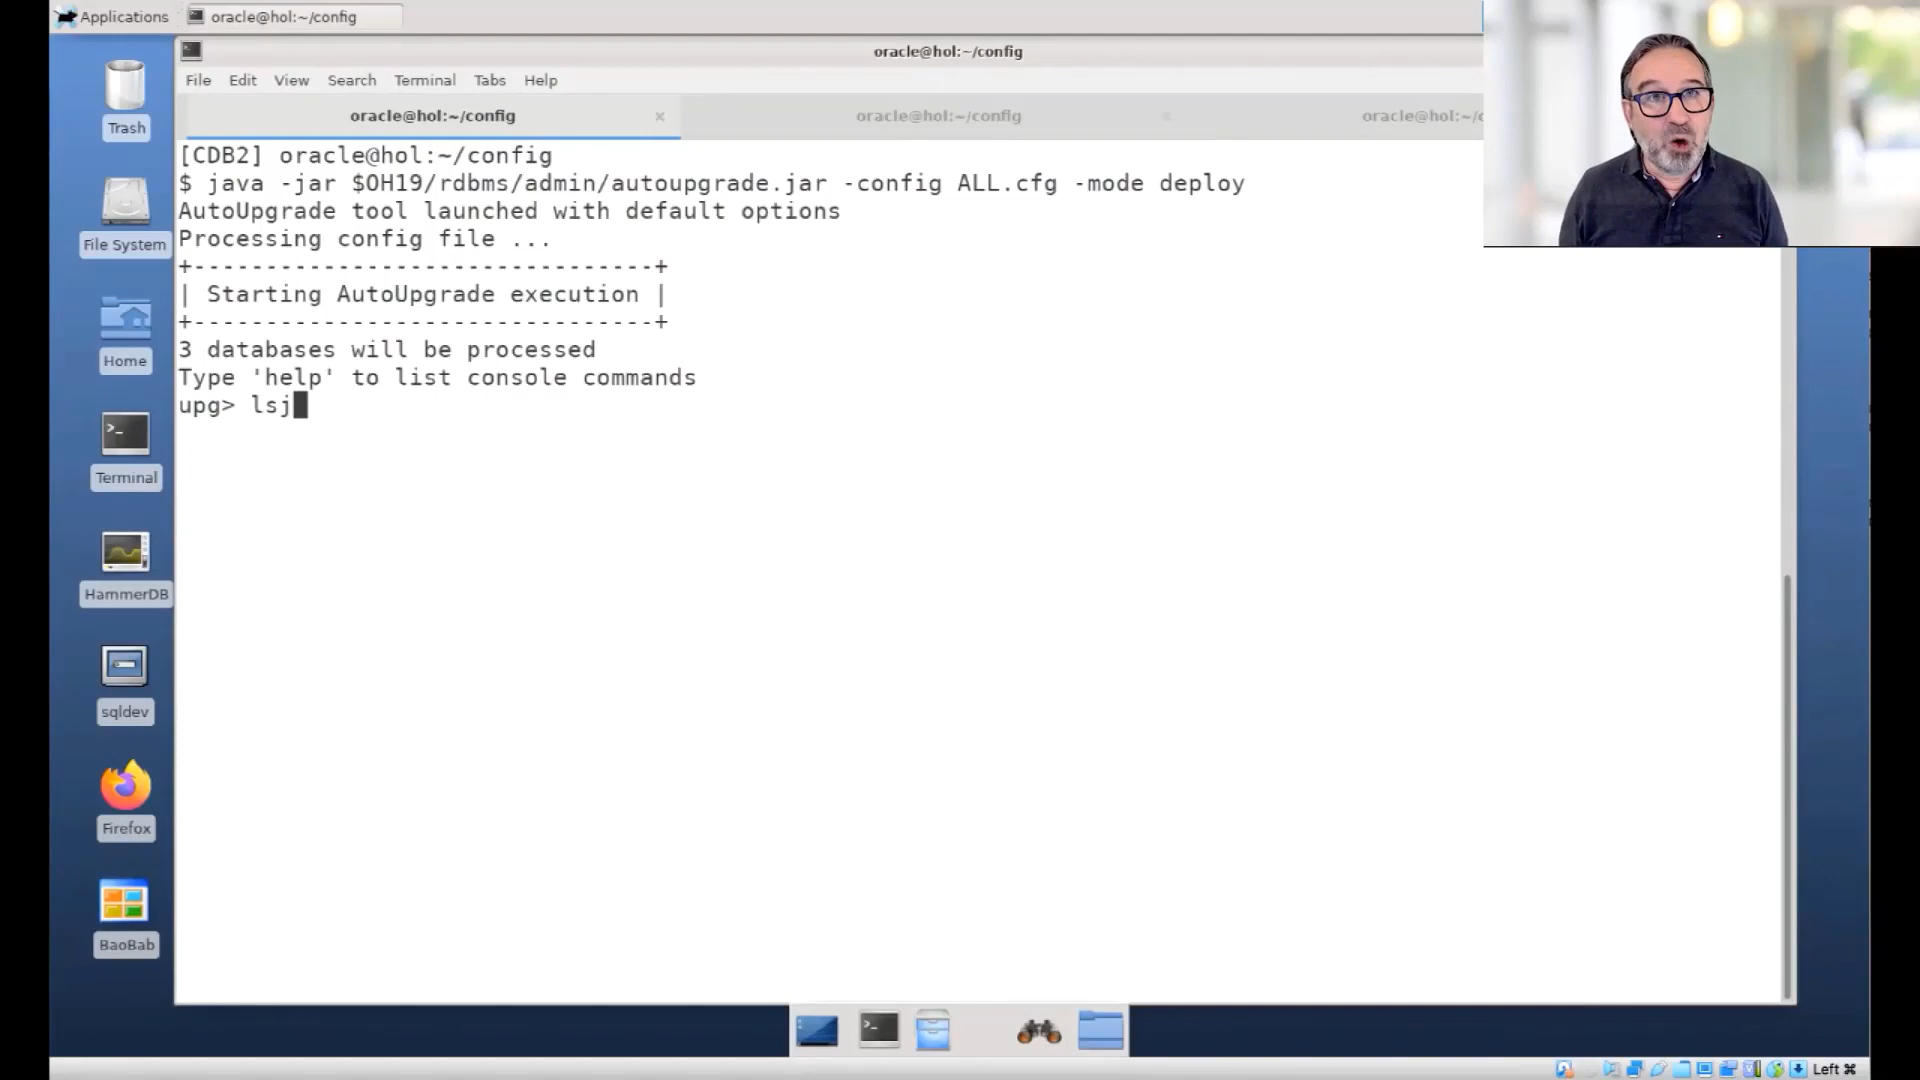 Applications
oracle@hol:~/config
oracle@hol:~/config
File Edit View Search Terminal Tabs Help
oracle@hol:~/config
oracle@hol:~/config
oracle@hol:~/c
[CDB2] oracle@hol:~/config
$ java -jar $OH19/rdbms/admin/autoupgrade.jar -config ALL.cfg -mode deploy
AutoUpgrade tool launched with default options
Processing config file ...
+--------------------------------+
| Starting AutoUpgrade execution |
+--------------------------------+
3 databases will be processed
Type 'help' to list console commands
upg> lsj
Trash
File System
Home
Terminal
HammerDB
sqldev
Firefox
BaoBab
Left ⌘